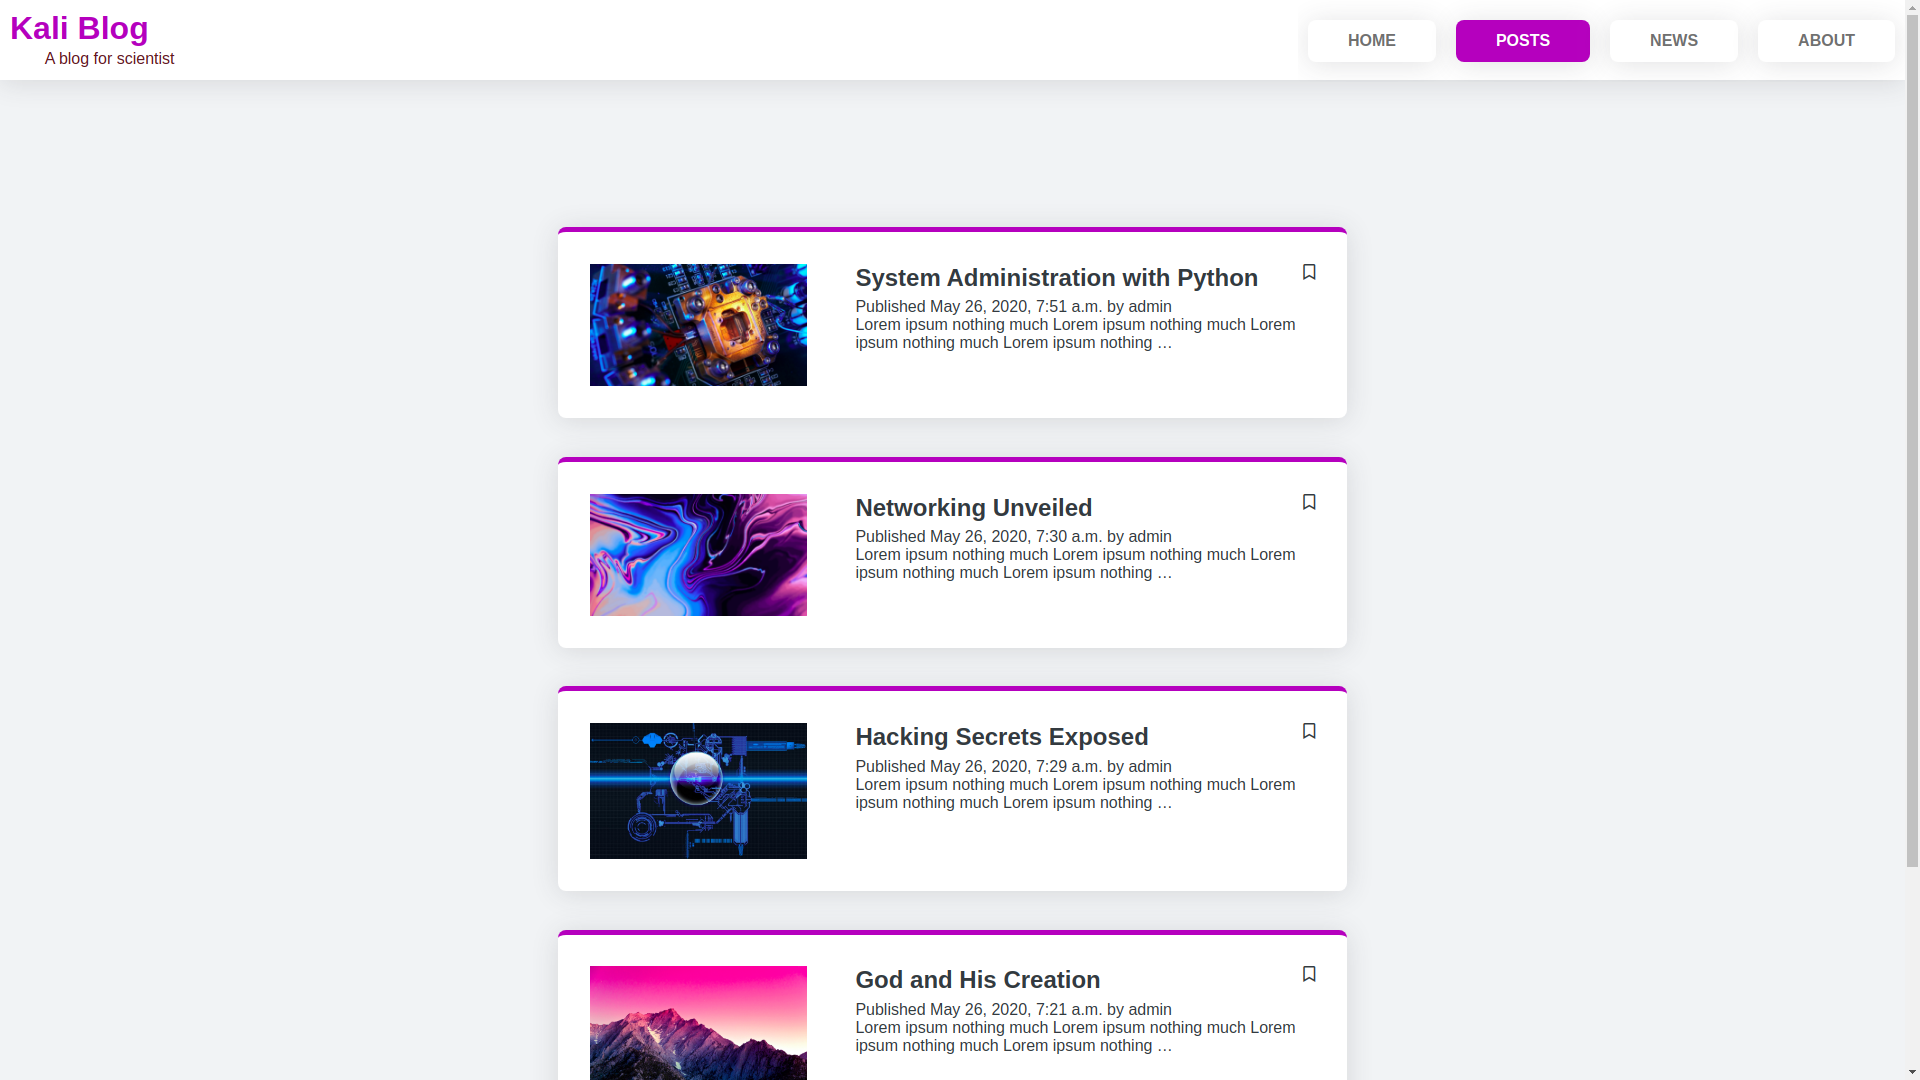 Kali Blog
A blog for scientist
HOME
POSTS
NEWS
ABOUT
System Administration with Python
Published May 26, 2020, 7:51 a.m. by admin
Lorem ipsum nothing much Lorem ipsum nothing much Lorem
ipsum nothing much Lorem ipsum nothing …
Networking Unveiled
Published May 26, 2020, 7:30 a.m. by admin
Lorem ipsum nothing much Lorem ipsum nothing much Lorem
ipsum nothing much Lorem ipsum nothing …
Hacking Secrets Exposed
Published May 26, 2020, 7:29 a.m. by admin
Lorem ipsum nothing much Lorem ipsum nothing much Lorem
ipsum nothing much Lorem ipsum nothing …
God and His Creation
Published May 26, 2020, 7:21 a.m. by admin
Lorem ipsum nothing much Lorem ipsum nothing much Lorem
ipsum nothing much Lorem ipsum nothing …